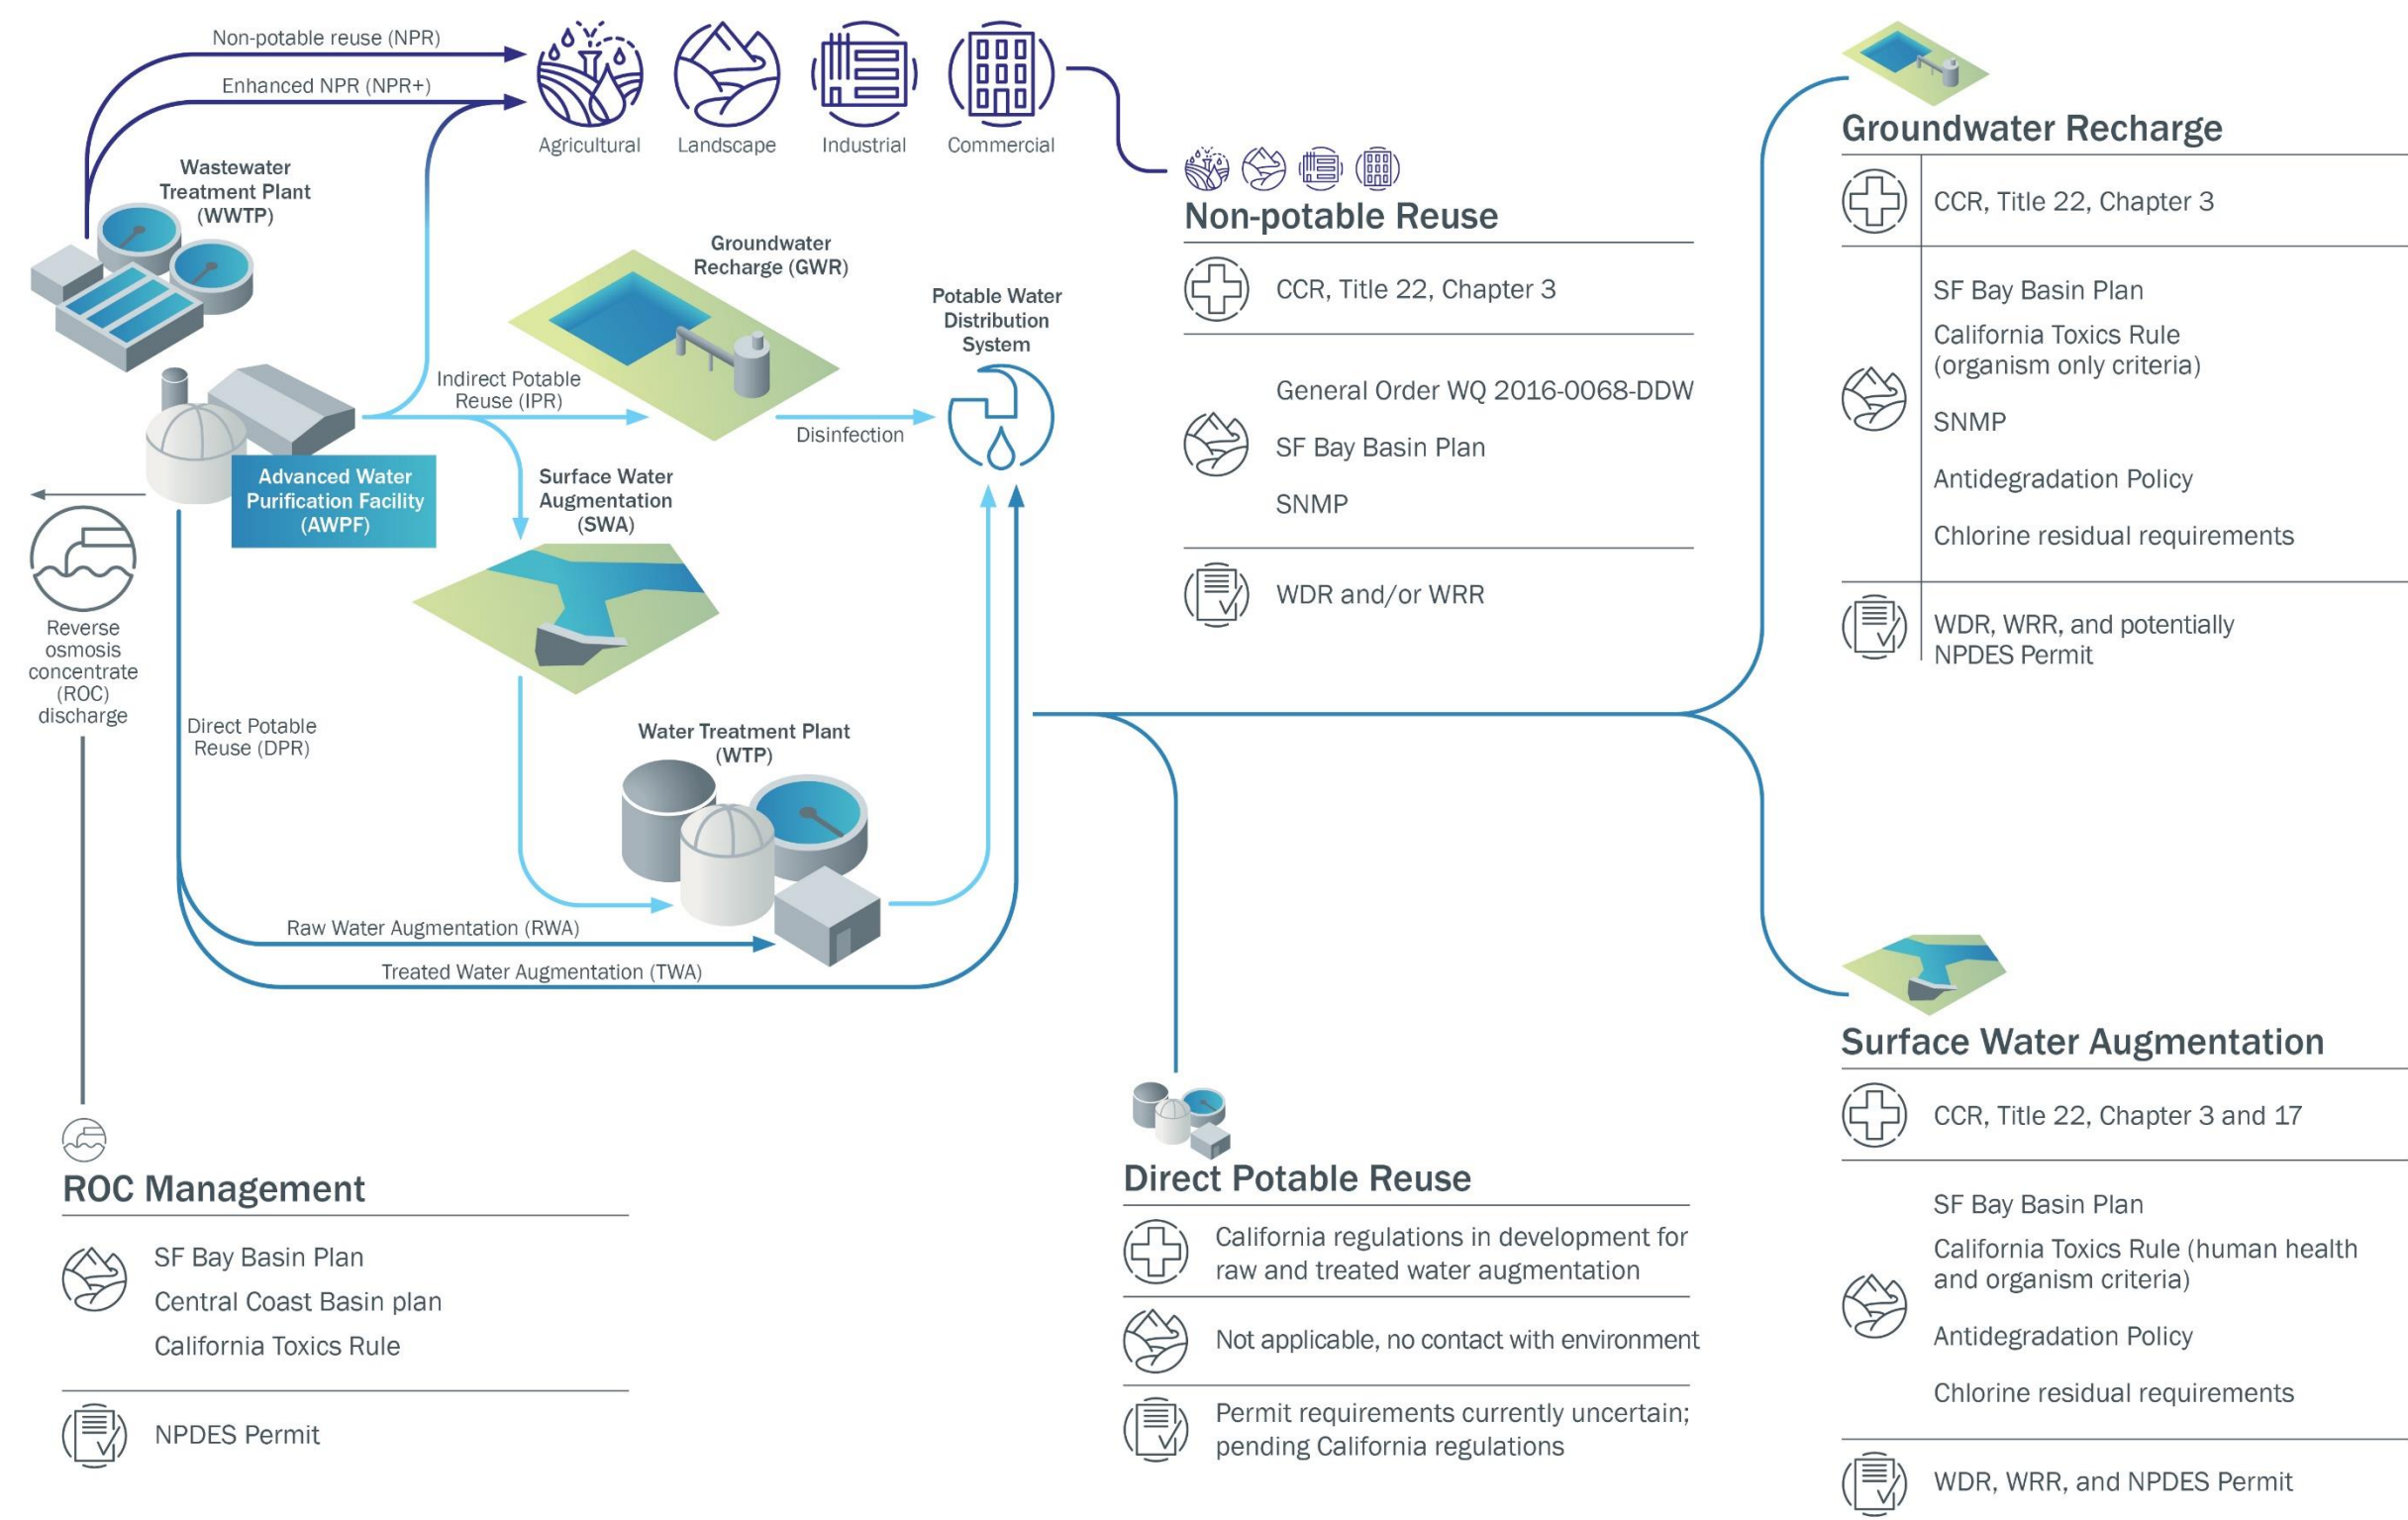 Non-potable reuse (NPR)
Enhanced NPR (NPR+)
Agricultural
Landscape
Industrial
Commercial
Wastewater
Treatment Plant
(WWTP)
Groundwater
Recharge (GWR)
Potable Water
Distribution
System
Indirect Potable
Reuse (IPR)
Disinfection
Advanced Water
Purification Facility
(AWPF)
Surface Water
Augmentation
(SWA)
Reverse
osmosis
concentrate
(ROC)
discharge
Direct Potable
Reuse (DPR)
Water Treatment Plant
(WTP)
Raw Water Augmentation (RWA)
Treated Water Augmentation (TWA)
Non-potable Reuse
CCR, Title 22, Chapter 3
General Order WQ 2016-0068-DDW
SF Bay Basin Plan
SNMP
WDR and/or WRR
Groundwater Recharge
CCR, Title 22, Chapter 3
SF Bay Basin Plan
California Toxics Rule
(organism only criteria)
SNMP
Antidegradation Policy
Chlorine residual requirements
WDR, WRR, and potentially
NPDES Permit
ROC Management
SF Bay Basin Plan
Central Coast Basin plan
California Toxics Rule
NPDES Permit
Direct Potable Reuse
California regulations in development for
raw and treated water augmentation
Not applicable, no contact with environment
Permit requirements currently uncertain;
pending California regulations
Surface Water Augmentation
CCR, Title 22, Chapter 3 and 17
SF Bay Basin Plan
California Toxics Rule (human health
and organism criteria)
Antidegradation Policy
Chlorine residual requirements
WDR, WRR, and NPDES Permit